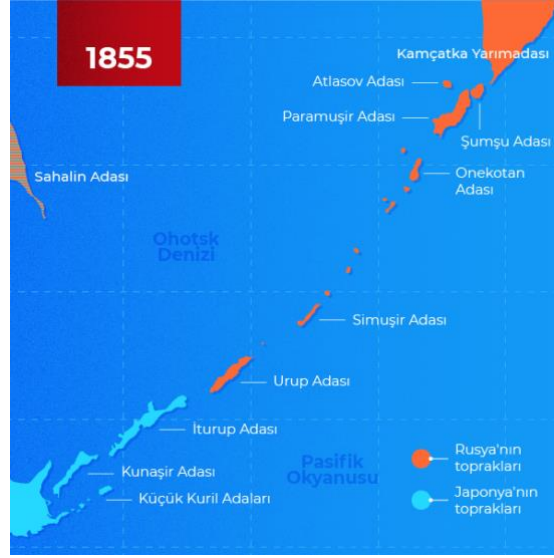 1855
Kamçatka Yarımadası
Atlasov Adası
Paramuşir Adası
Şumşu Adası
Onekotan
Adası
Sahalin Adası
Ohotsk
Denizi
Simuşir Adası
Urup Adası
İturup Adası
Kunaşir Adası
Küçük Kuril Adaları
Pasifik
Okyanusu
Rusya'nın
toprakları
Japonya'nın
toprakları